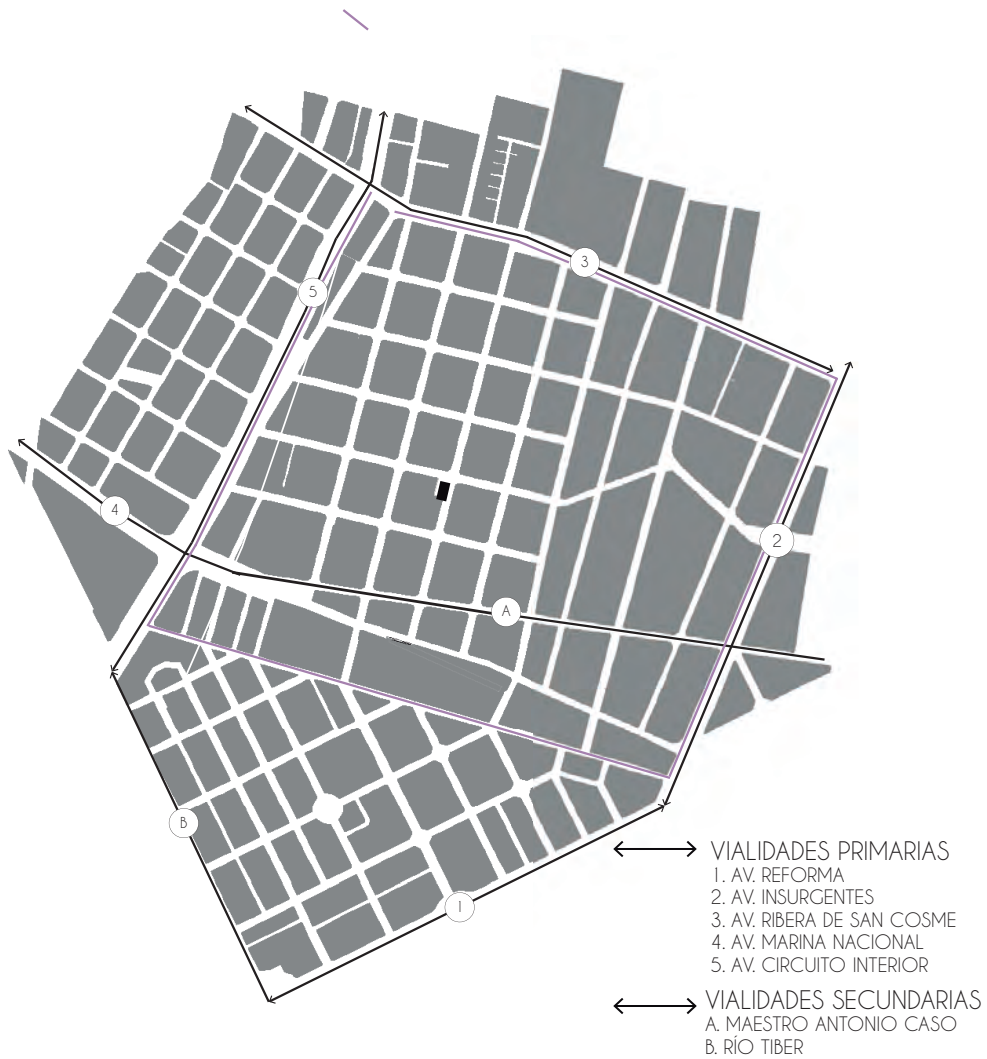 3
5
4
2
A
B
1
VIALIDADES PRIMARIAS
1. AV. REFORMA
2. AV. INSURGENTES
3. AV. RIBERA DE SAN COSME
4. AV. MARINA NACIONAL
5. AV. CIRCUITO INTERIOR
VIALIDADES SECUNDARIAS
A. MAESTRO ANTONIO CASO
B. RÍO TIBER